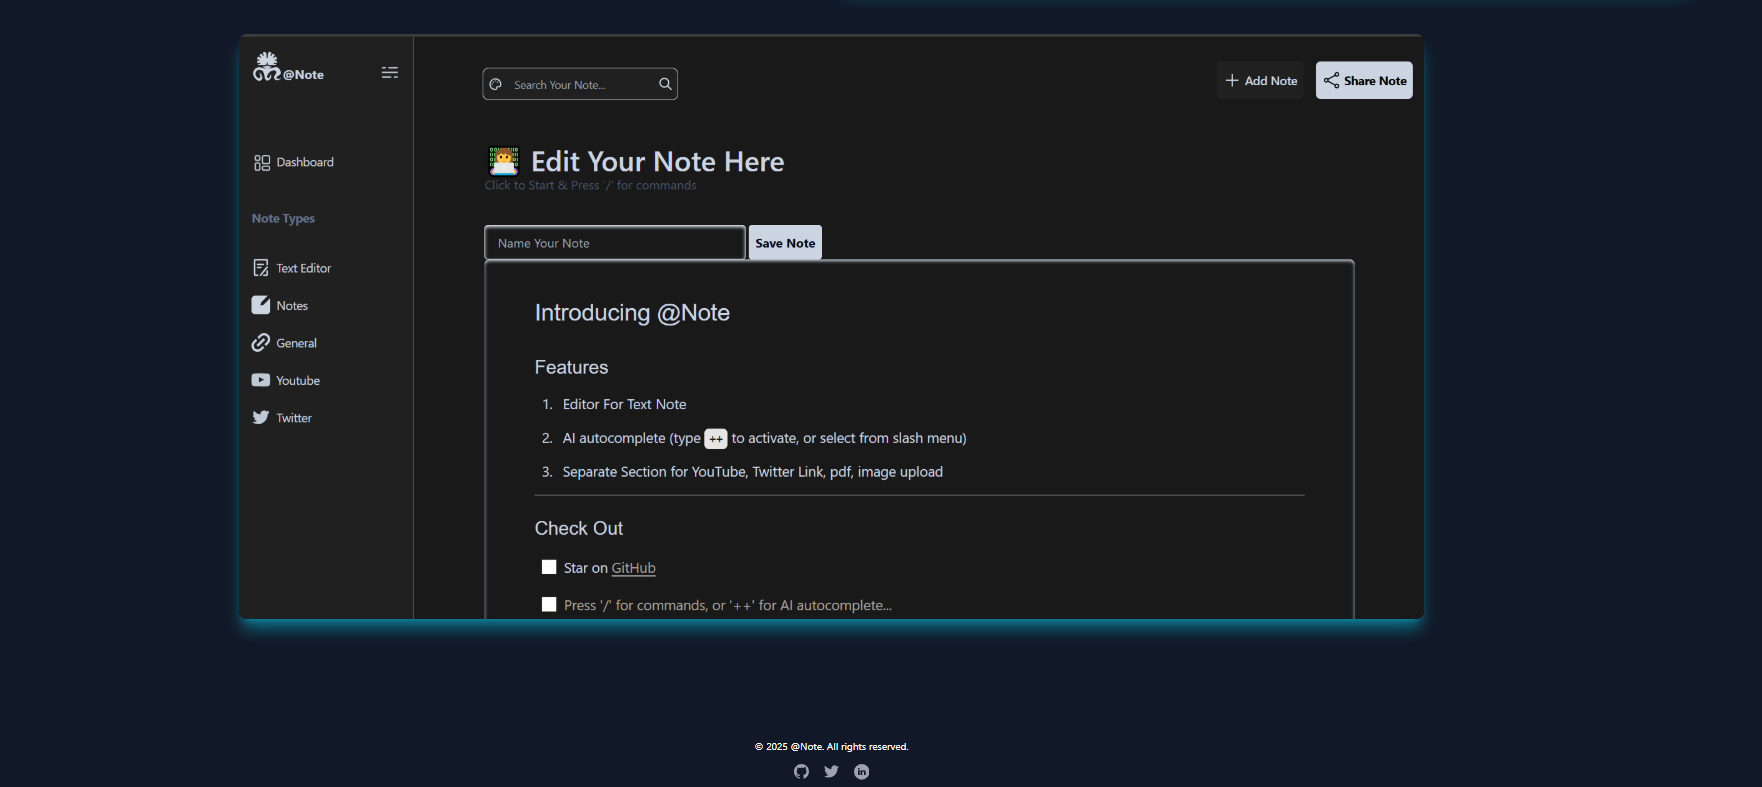 @Note
Search Your Note...
Add Note
Share Note
Dashboard
Edit Your Note Here
Click to Start & Press '/' for commands
Note Types
Name Your Note
Save Note
Text Editor
Notes
General
Youtube
Twitter
Introducing @Note
Features
1. Editor For Text Note
2. AI autocomplete (type ++ to activate, or select from slash menu)
3. Separate Section for YouTube, Twitter Link, pdf, image upload
Check Out
Star on GitHub
Press '/' for commands, or '++' for AI autocomplete...
© 2025 @Note. All rights reserved.